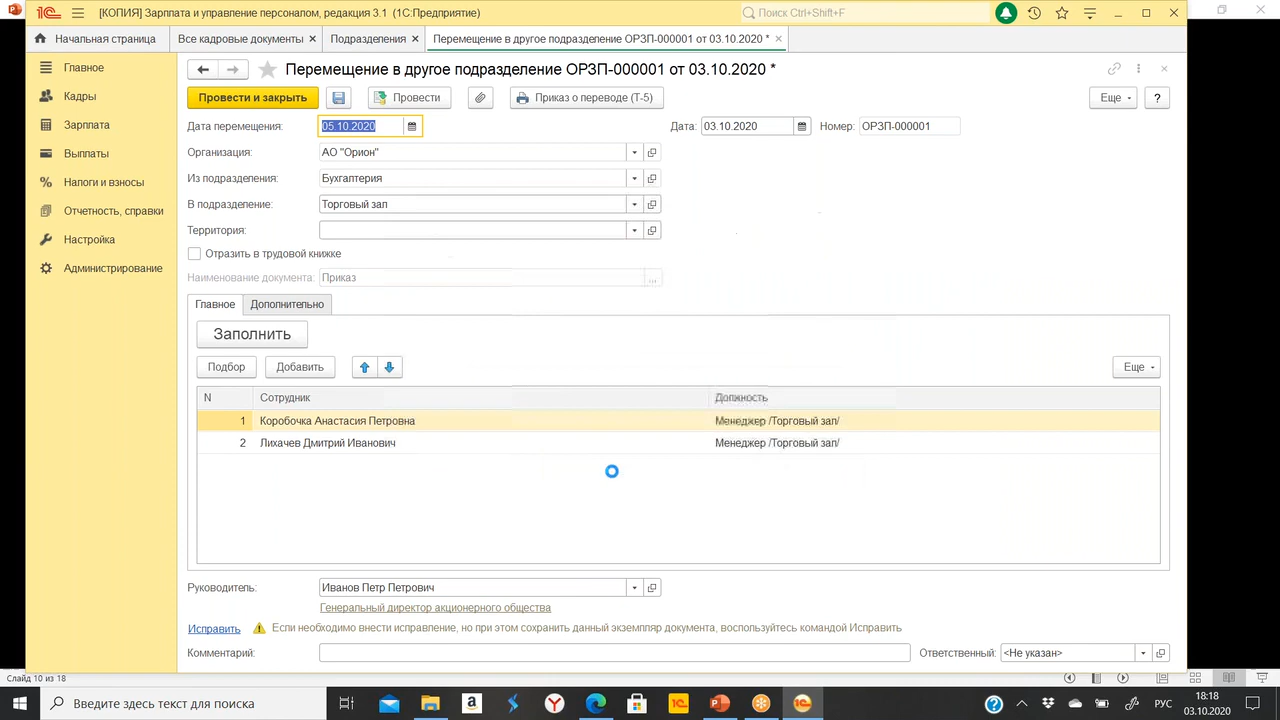 [КОПИЯ] Зарплата и управление персоналом, редакция 3.1 (1С:Предприятие)
Поиск Ctrl+Shift+F
Начальная страница
Все кадровые документы
Подразделения
Перемещение в другое подразделение ОРЗП-000001 от 03.10.2020 *
Главное
Кадры
Зарплата
Выплаты
Налоги и взносы
Отчетность, справки
Настройка
Администрирование
Перемещение в другое подразделение ОРЗП-000001 от 03.10.2020 *
Провести и закрыть
Провести
Приказ о переводе (Т-5)
Еще
?
Дата перемещения: 05.10.2020
Дата: 03.10.2020
Номер: ОРЗП-000001
Организация: АО "Орион"
Из подразделения: Бухгалтерия
В подразделение: Торговый зал
Территория:
Отразить в трудовой книжке
Наименование документа: Приказ
...
Главное
Дополнительно
Заполнить
Подбор
Добавить
Еще
N Сотрудник Должность
1 Коробочка Анастасия Петровна Менеджер /Торговый зал/
2 Лихачев Дмитрий Иванович Менеджер /Торговый зал/
Руководитель: Иванов Петр Петрович
Генеральный директор акционерного общества
Исправить Если необходимо внести исправление, но при этом сохранить данный экземпляр документа, воспользуйтесь командой Исправить
Комментарий:
Ответственный: <Не указан>
Слайд 10 из 18
Введите здесь текст для поиска
РУС
18:18
03.10.2020